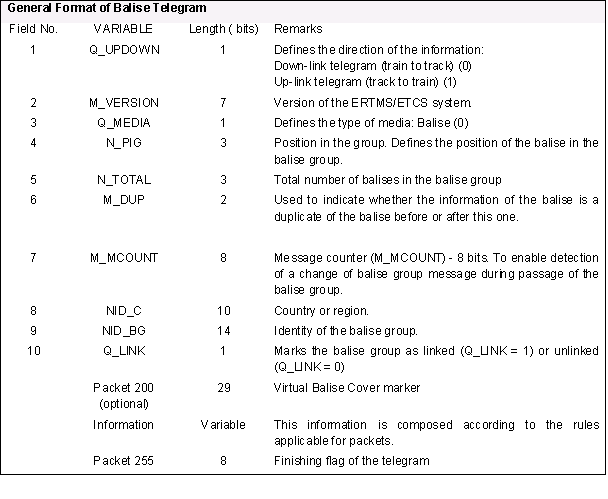 General Format of Balise Telegram
Field No. VARIABLE Length ( bits) Remarks
1 Q_UPDOWN 1 Defines the direction of the information:
Down-link telegram (train to track) (0)
Up-link telegram (track to train) (1)
2 M_VERSION 7 Version of the ERTMS/ETCS system.
3 Q_MEDIA 1 Defines the type of media: Balise (0)
4 N_PIG 3 Position in the group. Defines the position of the balise in the
balise group.
5 N_TOTAL 3 Total number of balises in the balise group
6 M_DUP 2 Used to indicate whether the information of the balise is a
duplicate of the balise before or after this one.
7 M_MCOUNT 8 Message counter (M_MCOUNT) - 8 bits. To enable detection
of a change of balise group message during passage of the
balise group.
8 NID_C 10 Country or region.
9 NID_BG 14 Identity of the balise group.
10 Q_LINK 1 Marks the balise group as linked (Q_LINK = 1) or unlinked
(Q_LINK = 0)
Packet 200 29 Virtual Balise Cover marker
(optional)
Information Variable This information is composed according to the rules
applicable for packets.
Packet 255 8 Finishing flag of the telegram